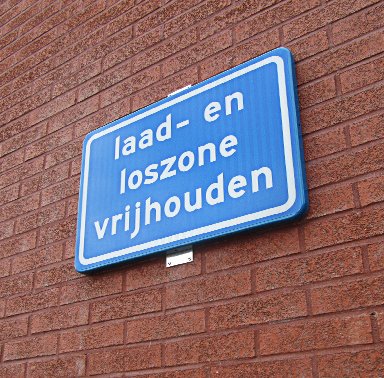 laad- en
loszone
vrijhouden